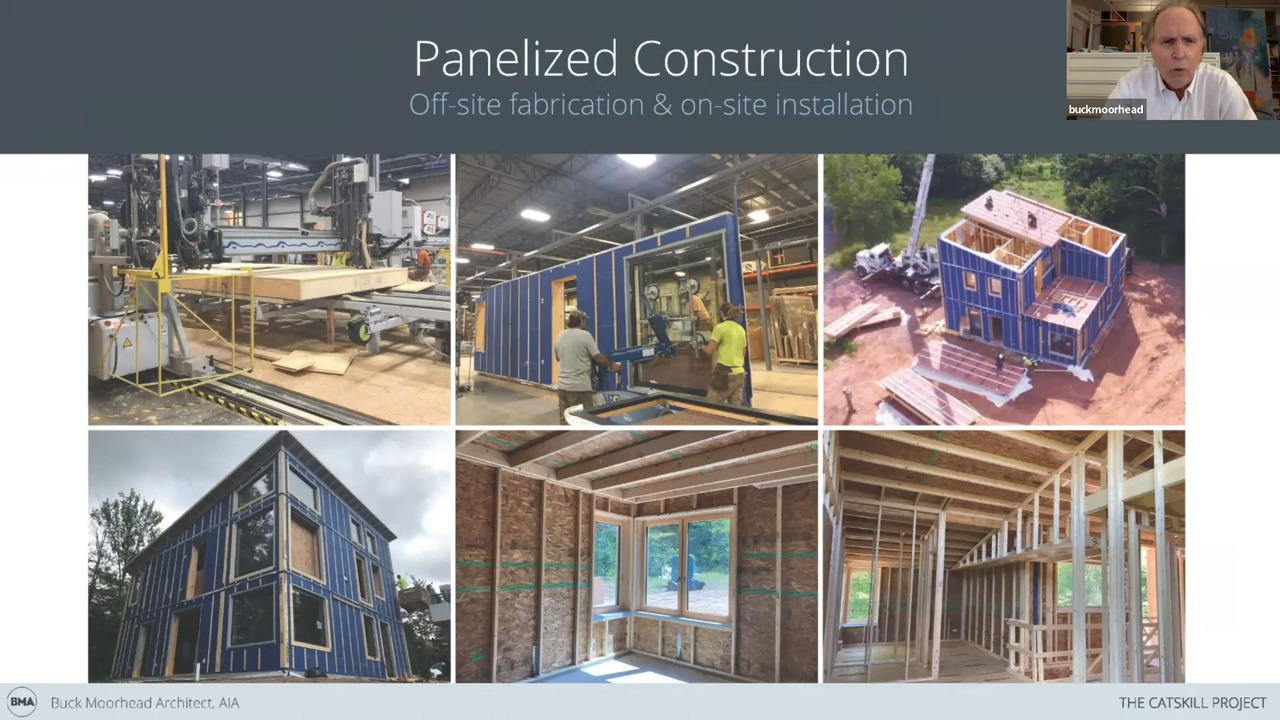 Panelized Construction
Off-site fabrication & on-site installation
buckmoorhead
BMA
Buck Moorhead Architect, AIA
THE CATSKILL PROJECT